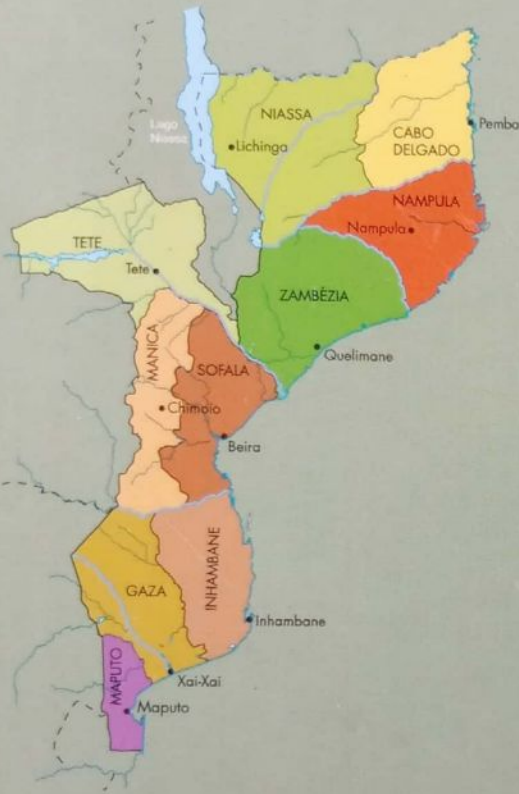 Lago
Niassa
NIASSA
Lichinga
CABO
DELGADO
Pemba
NAMPULA
Nampula
TETE
Tete
ZAMBÉZIA
Quelimane
MANICA
SOFALA
Chimoio
Beira
GAZA
INHAMBANE
Inhambane
Xai-Xai
MAPUTO
Maputo